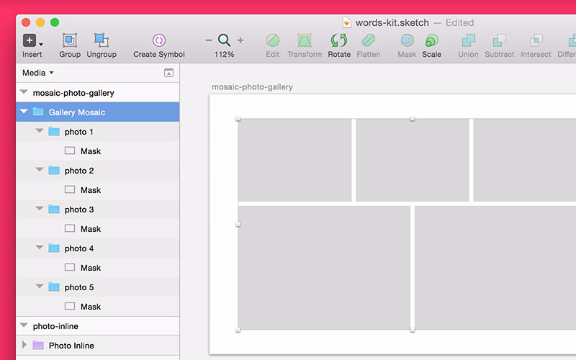 words-kit.sketch — Edited
Insert Group Ungroup Create Symbol 112% Edit Transform Rotate Flatten Mask Scale Union Subtract Intersect
Media
mosaic-photo-gallery
mosaic-photo-gallery
Gallery Mosaic
photo 1
Mask
photo 2
Mask
photo 3
Mask
photo 4
Mask
photo 5
Mask
photo-inline
Photo Inline